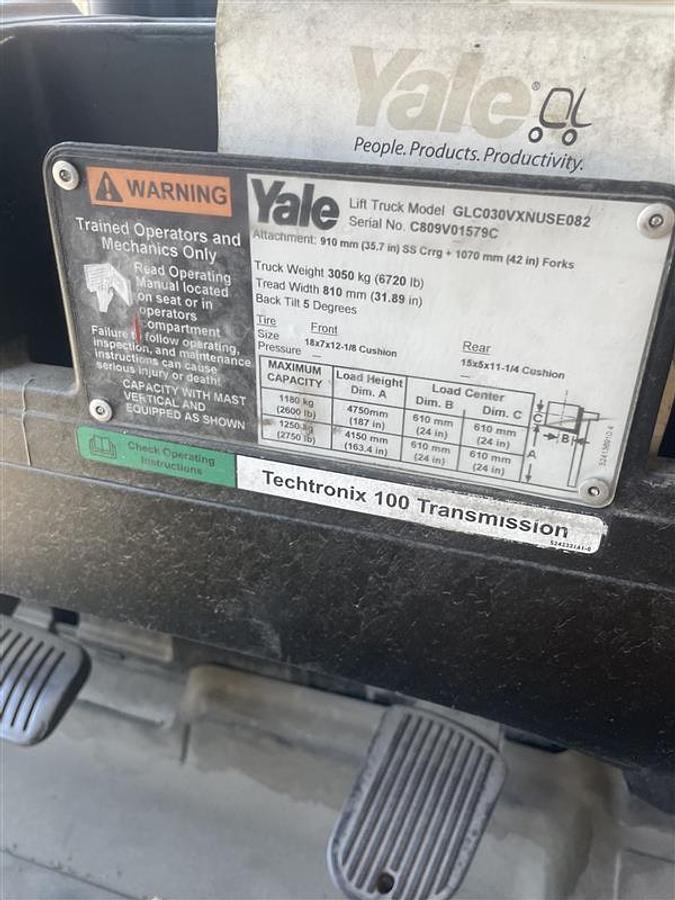 Yale®
People. Products. Productivity.
WARNING
Trained Operators and
Mechanics Only
Read Operating
Manual located
on seat or in
operators
compartment
Failure to follow operating,
inspection, and maintenance
instructions can cause
serious injury or death!
CAPACITY WITH MAST
VERTICAL AND
EQUIPPED AS SHOWN
Yale
Lift Truck Model GLC030VXNUSE082
Serial No. C809V01579C
Attachment: 910 mm (35.7 in) SS Crrg + 1070 mm (42 in) Forks
Truck Weight 3050 kg (6720 lb)
Tread Width 810 mm (31.89 in)
Back Tilt 5 Degrees
Tire Front Rear
Size 18x7x12-1/8 Cushion 15x5x11-1/4 Cushion
Pressure — —
MAXIMUM CAPACITY Load Height Dim. A Load Center Dim. B Dim. C
1180 kg (2600 lb) 4750mm (187 in) 610 mm (24 in) 610 mm (24 in)
1250 kg (2750 lb) 4150 mm (163.4 in) 610 mm (24 in) 610 mm (24 in)
C
B
A
Check Operating
Instructions
Techtronix 100 Transmission